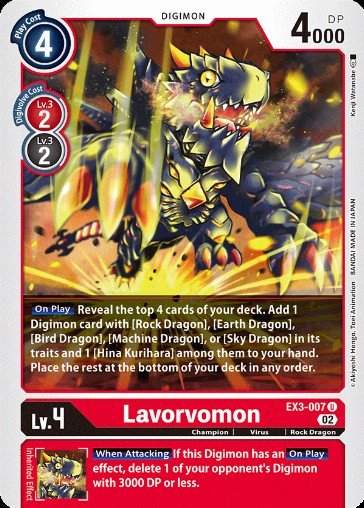 DIGIMON
Play Cost
4
DP
4000
Digivolve Cost
Lv.3
2
Lv.3
2
Kenji Watanabe
© Akiyoshi Hongo, Toei Animation BANDAI MADE IN JAPAN
On Play Reveal the top 4 cards of your deck. Add 1
Digimon card with [Rock Dragon], [Earth Dragon],
[Bird Dragon], [Machine Dragon], or [Sky Dragon] in its
traits and 1 [Hina Kurihara] among them to your hand.
Place the rest at the bottom of your deck in any order.
Lv.4
Lavorvomon
EX3-007 U
02
Champion Virus Rock Dragon
Inherited Effect
When Attacking If this Digimon has an On Play
effect, delete 1 of your opponent's Digimon
with 3000 DP or less.